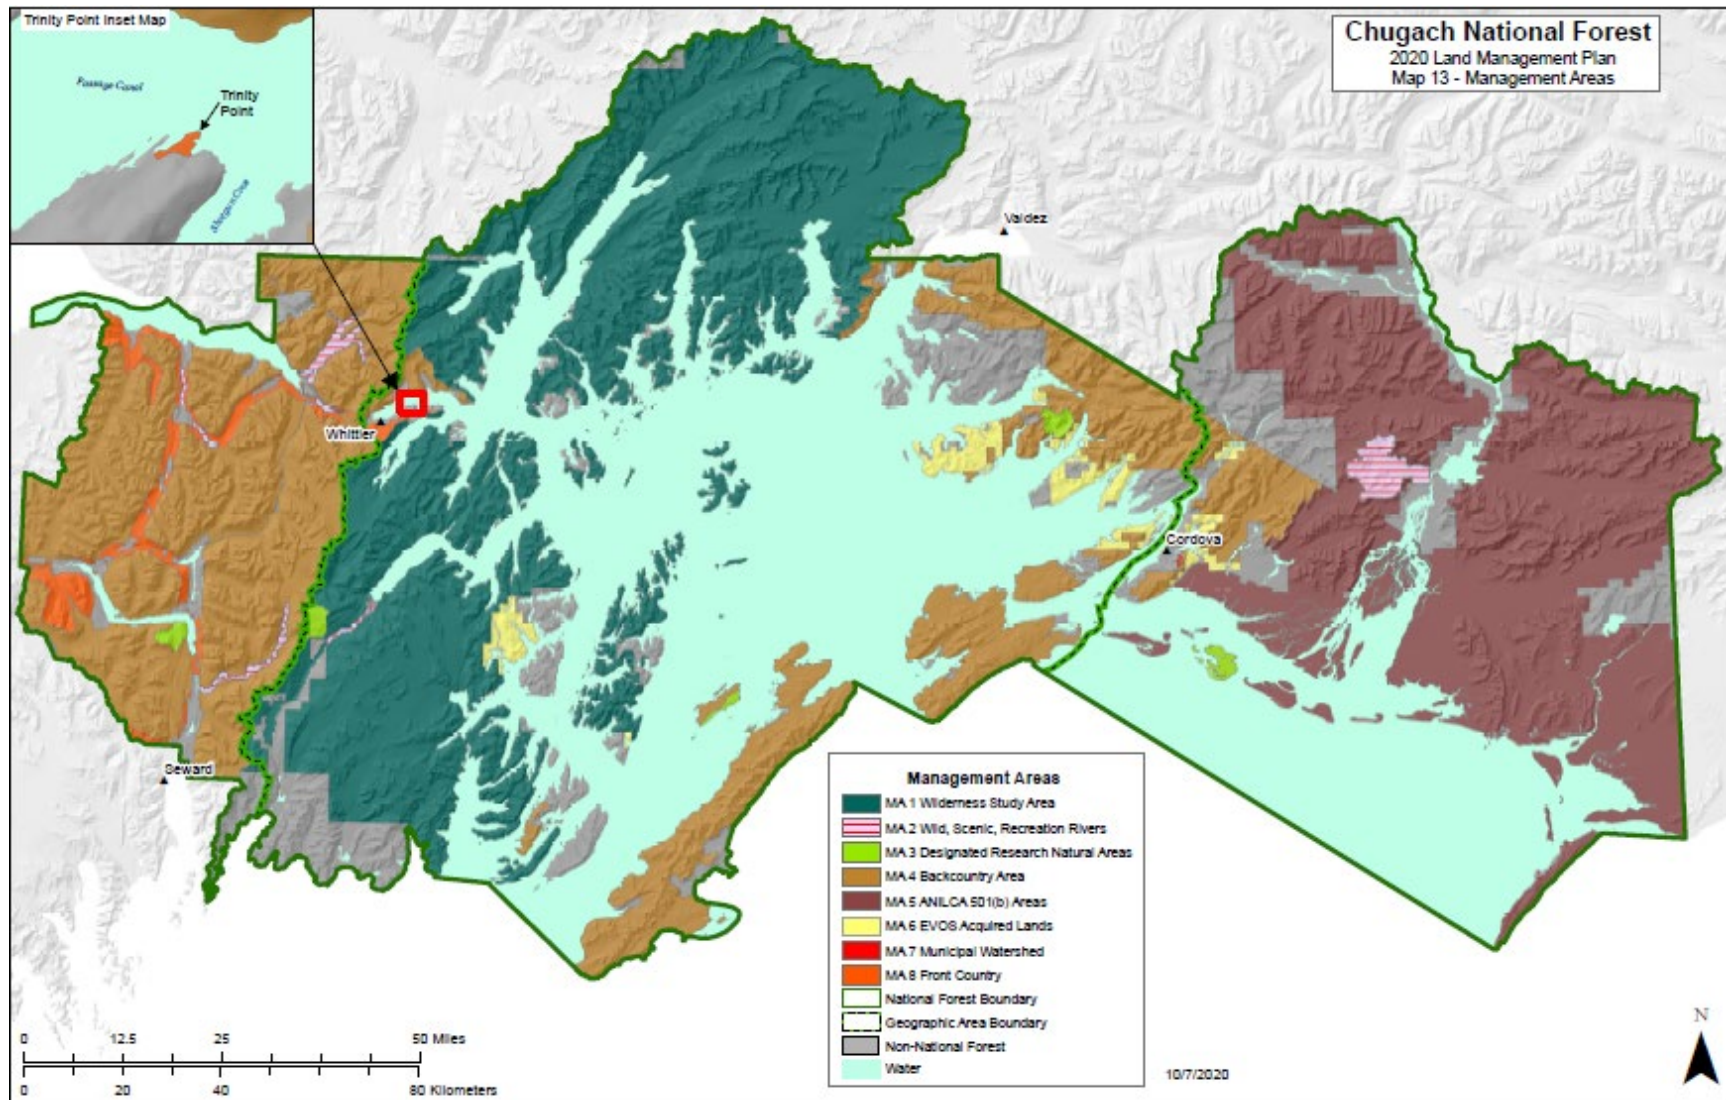 Trinity Point Inset Map
Passage Canal
Trinity
Point
Chugach National Forest
2020 Land Management Plan
Map 13 - Management Areas
Valdez
Whittier
Cordova
Seward
Management Areas
MA 1 Wilderness Study Area
MA 2 Wild, Scenic, Recreation Rivers
MA 3 Designated Research Natural Areas
MA 4 Backcountry Area
MA 5 ANILCA 501(b) Areas
MA 6 EVOS Acquired Lands
MA 7 Municipal Watershed
MA 8 Front Country
National Forest Boundary
Geographic Area Boundary
Non-National Forest
Water
0 12.5 25 50 Miles
0 20 40 80 Kilometers
10/7/2020
N